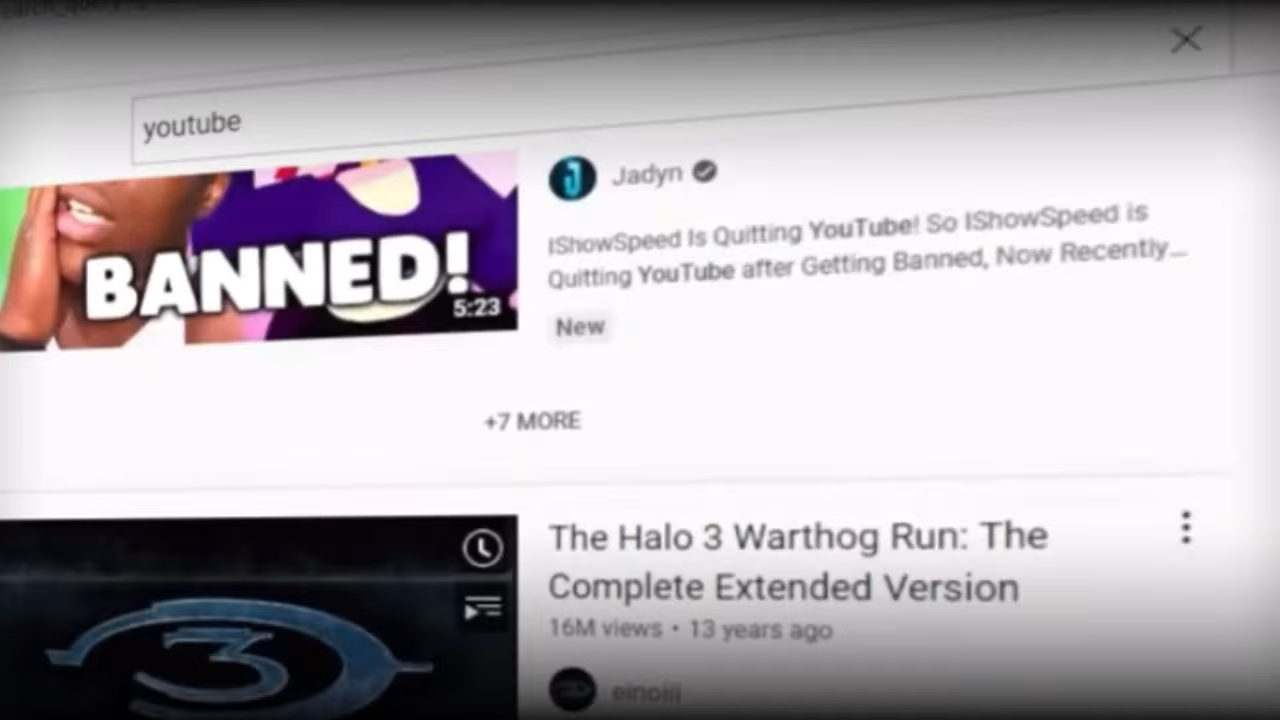 youtube
Jadyn
IShowSpeed Is Quitting YouTube! So IShowSpeed is
Quitting YouTube after Getting Banned, Now Recently...
BANNED!
5:23
New
+7 MORE
The Halo 3 Warthog Run: The
Complete Extended Version
16M views • 13 years ago
3